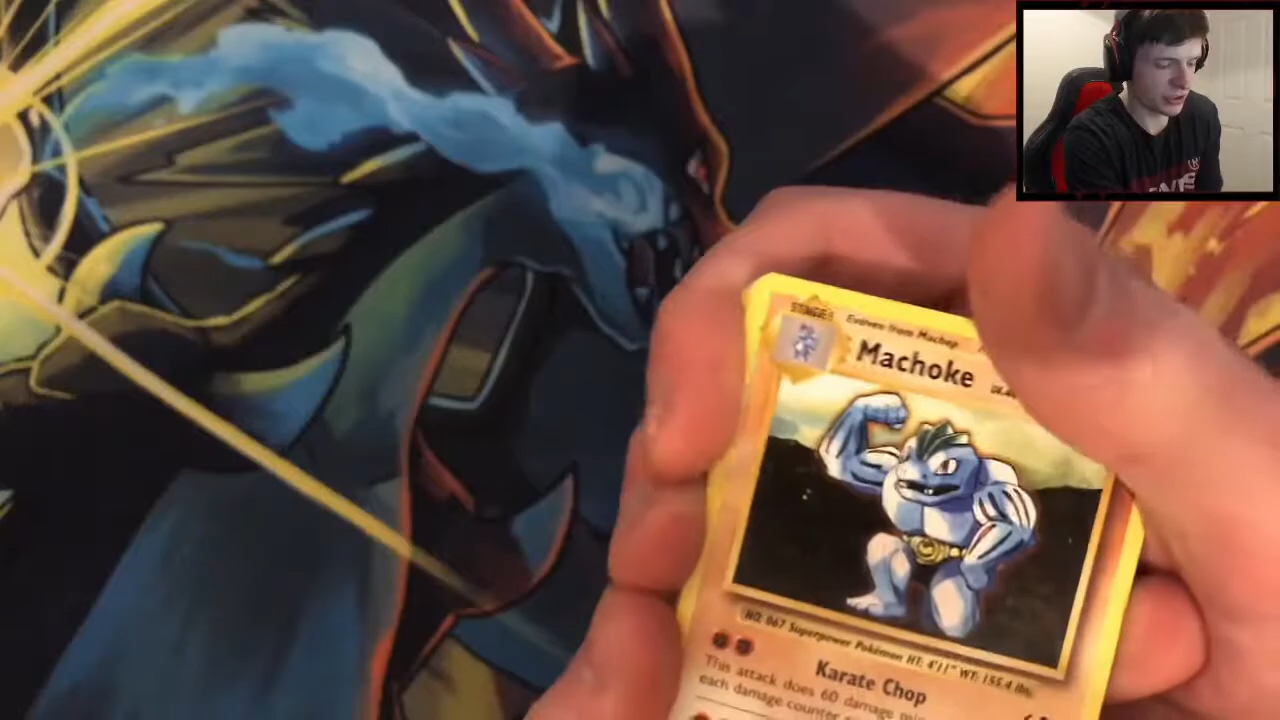 STAGE 1
Evolves from Machop
Machoke
NO. 067 Superpower Pokémon HT: 4'11" WT: 155.4 lbs.
Karate Chop
This attack does 60 damage
each damage counter